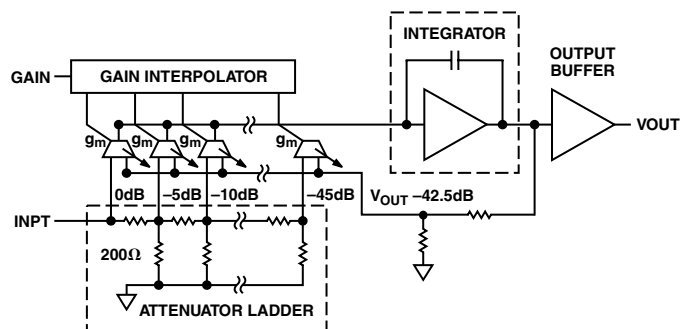 INTEGRATOR
OUTPUT
BUFFER
GAIN
GAIN INTERPOLATOR
VOUT
gm
gm
gm
gm
0dB
–5dB
–10dB
–45dB
VOUT –42.5dB
INPT
200Ω
ATTENUATOR LADDER